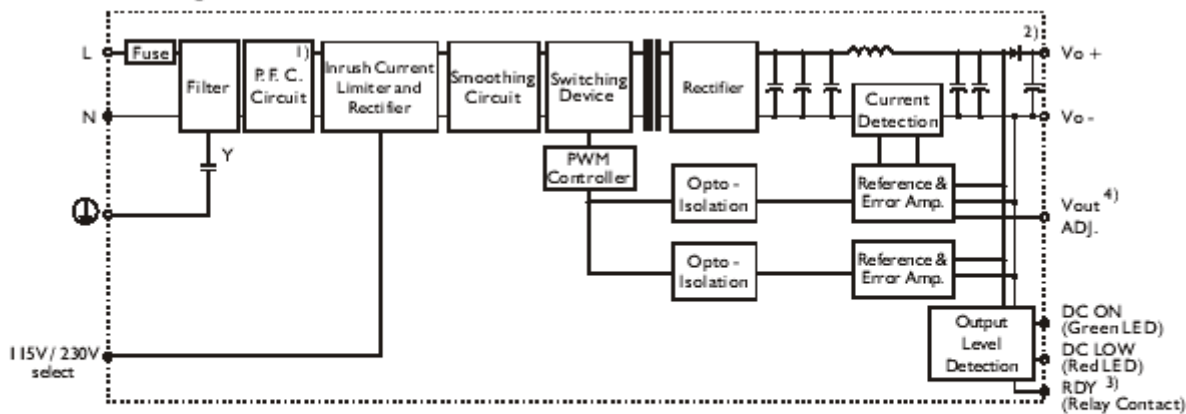 L
Fuse
N
Filter
1)
P. F. C.
Circuit
Inrush Current
Limiter and
Rectifier
Smoothing
Circuit
Switching
Device
Rectifier
Current
Detection
2)
Vo +
Vo -
Y
PWM
Controller
Opto -
Isolation
Reference &
Error Amp.
Vout 4)
ADJ.
Opto -
Isolation
Reference &
Error Amp.
115V / 230V
select
Output
Level
Detection
DC ON
(Green LED)
DC LOW
(Red LED)
RDY 3)
(Relay Contact)